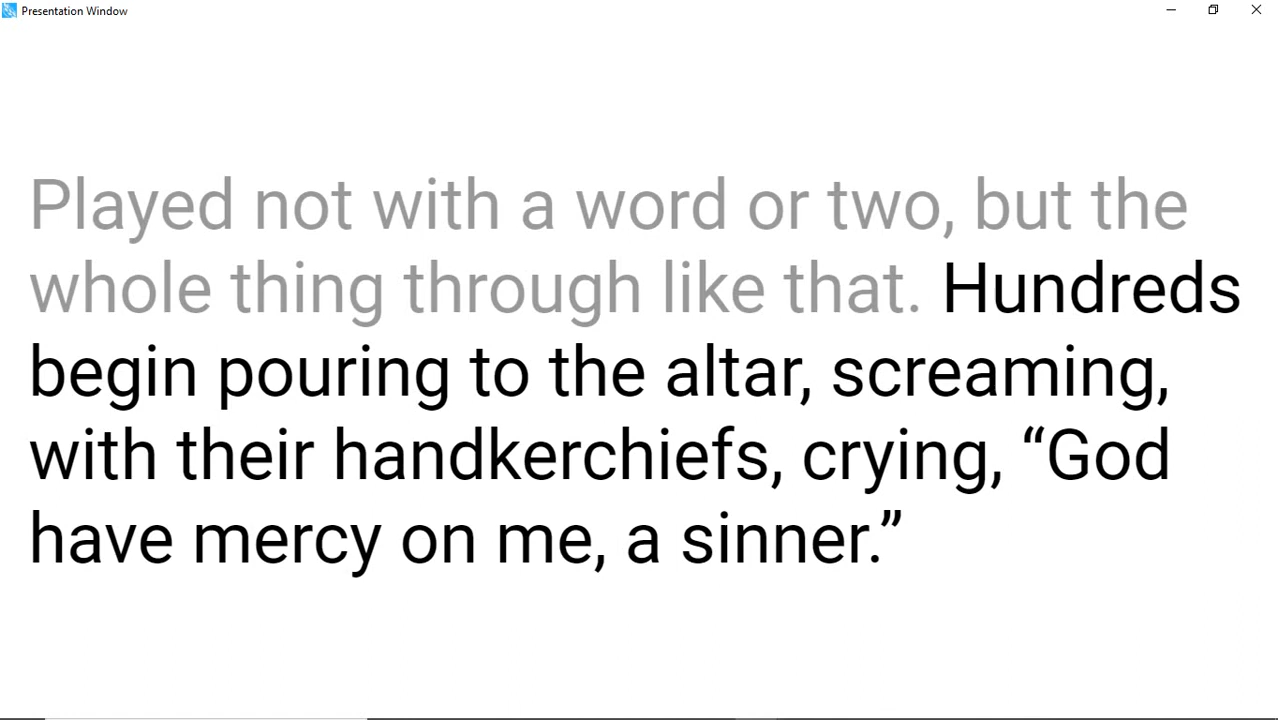 Presentation Window
Played not with a word or two, but the
whole thing through like that. Hundreds
begin pouring to the altar, screaming,
with their handkerchiefs, crying, “God
have mercy on me, a sinner.”